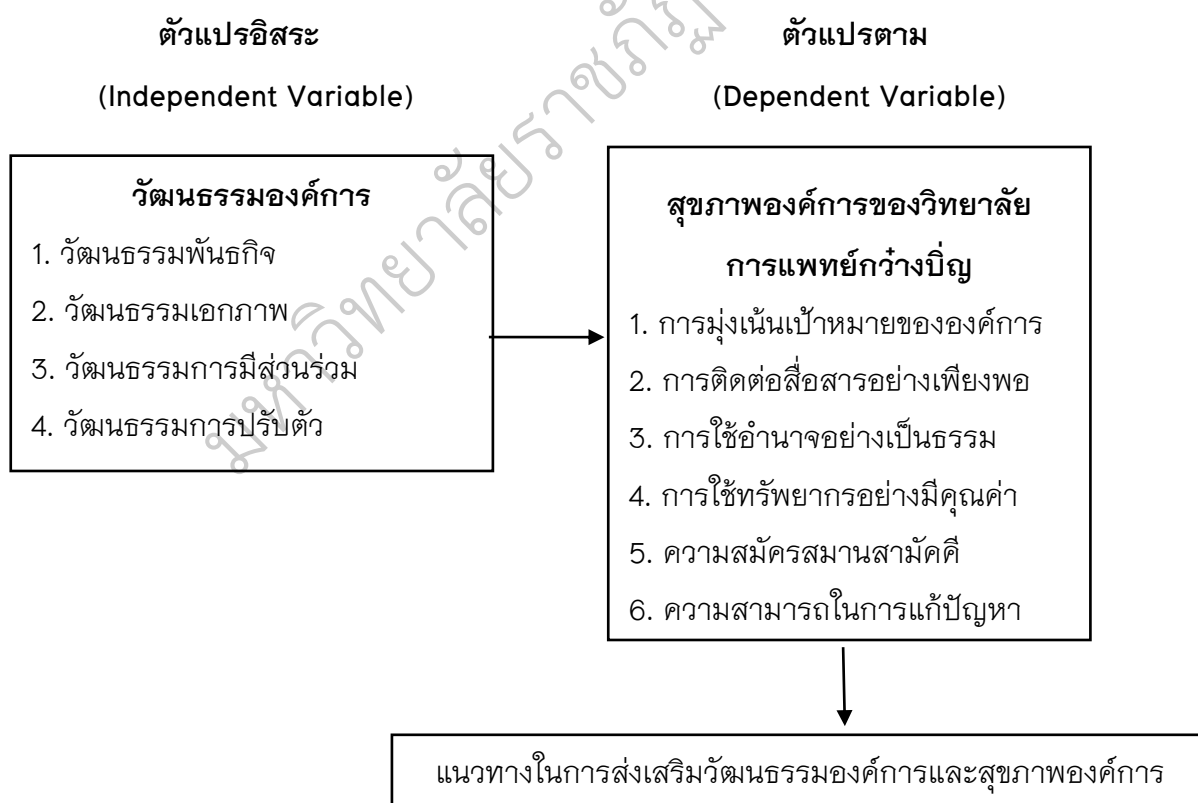 ตัวแปรอิสระ
(Independent Variable)
ตัวแปรตาม
(Dependent Variable)
วัฒนธรรมองค์การ
1. วัฒนธรรมพันธกิจ
2. วัฒนธรรมเอกภาพ
3. วัฒนธรรมการมีส่วนร่วม
4. วัฒนธรรมการปรับตัว
สุขภาพองค์การของวิทยาลัย
การแพทย์กว๋างบิ่ญ
1. การมุ่งเน้นเป้าหมายขององค์การ
2. การติดต่อสื่อสารอย่างเพียงพอ
3. การใช้อำนาจอย่างเป็นธรรม
4. การใช้ทรัพยากรอย่างมีคุณค่า
5. ความสมัครสมานสามัคคี
6. ความสามารถในการแก้ปัญหา
แนวทางในการส่งเสริมวัฒนธรรมองค์การและสุขภาพองค์การ
มหาวิทยาลัยราชภัฏ